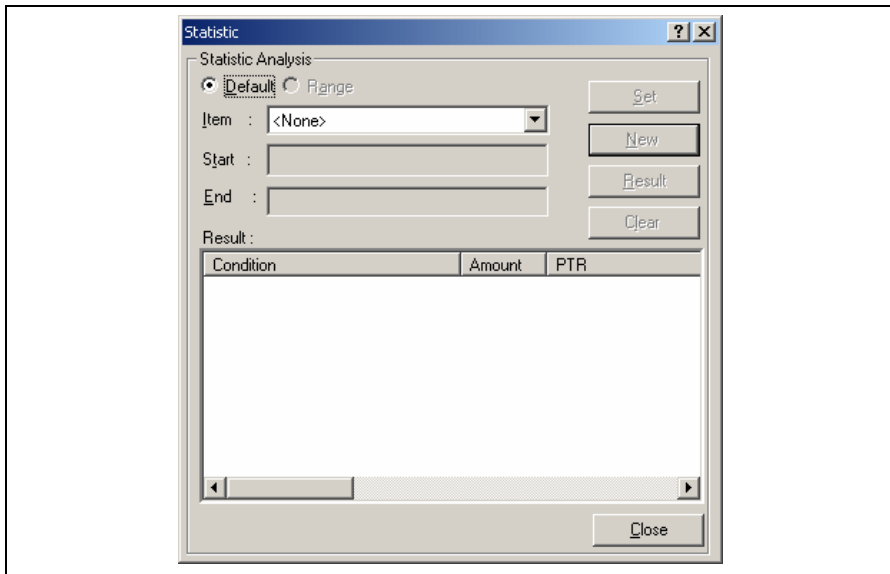 Statistic
Statistic Analysis
Default Range
Set
Item : <None>
New
Start :
Result
End :
Clear
Result :
Condition Amount PTR
Close